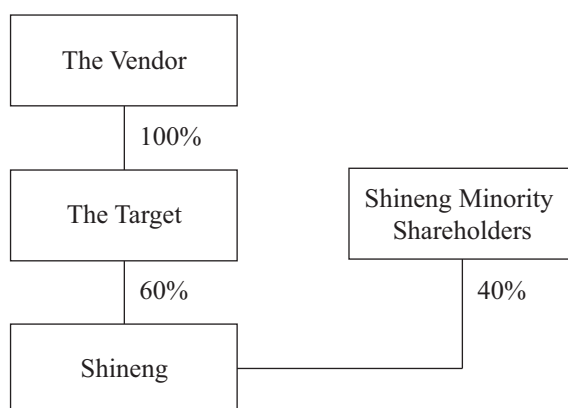 The Vendor
100%
The Target
Shineng Minority
Shareholders
60%
40%
Shineng